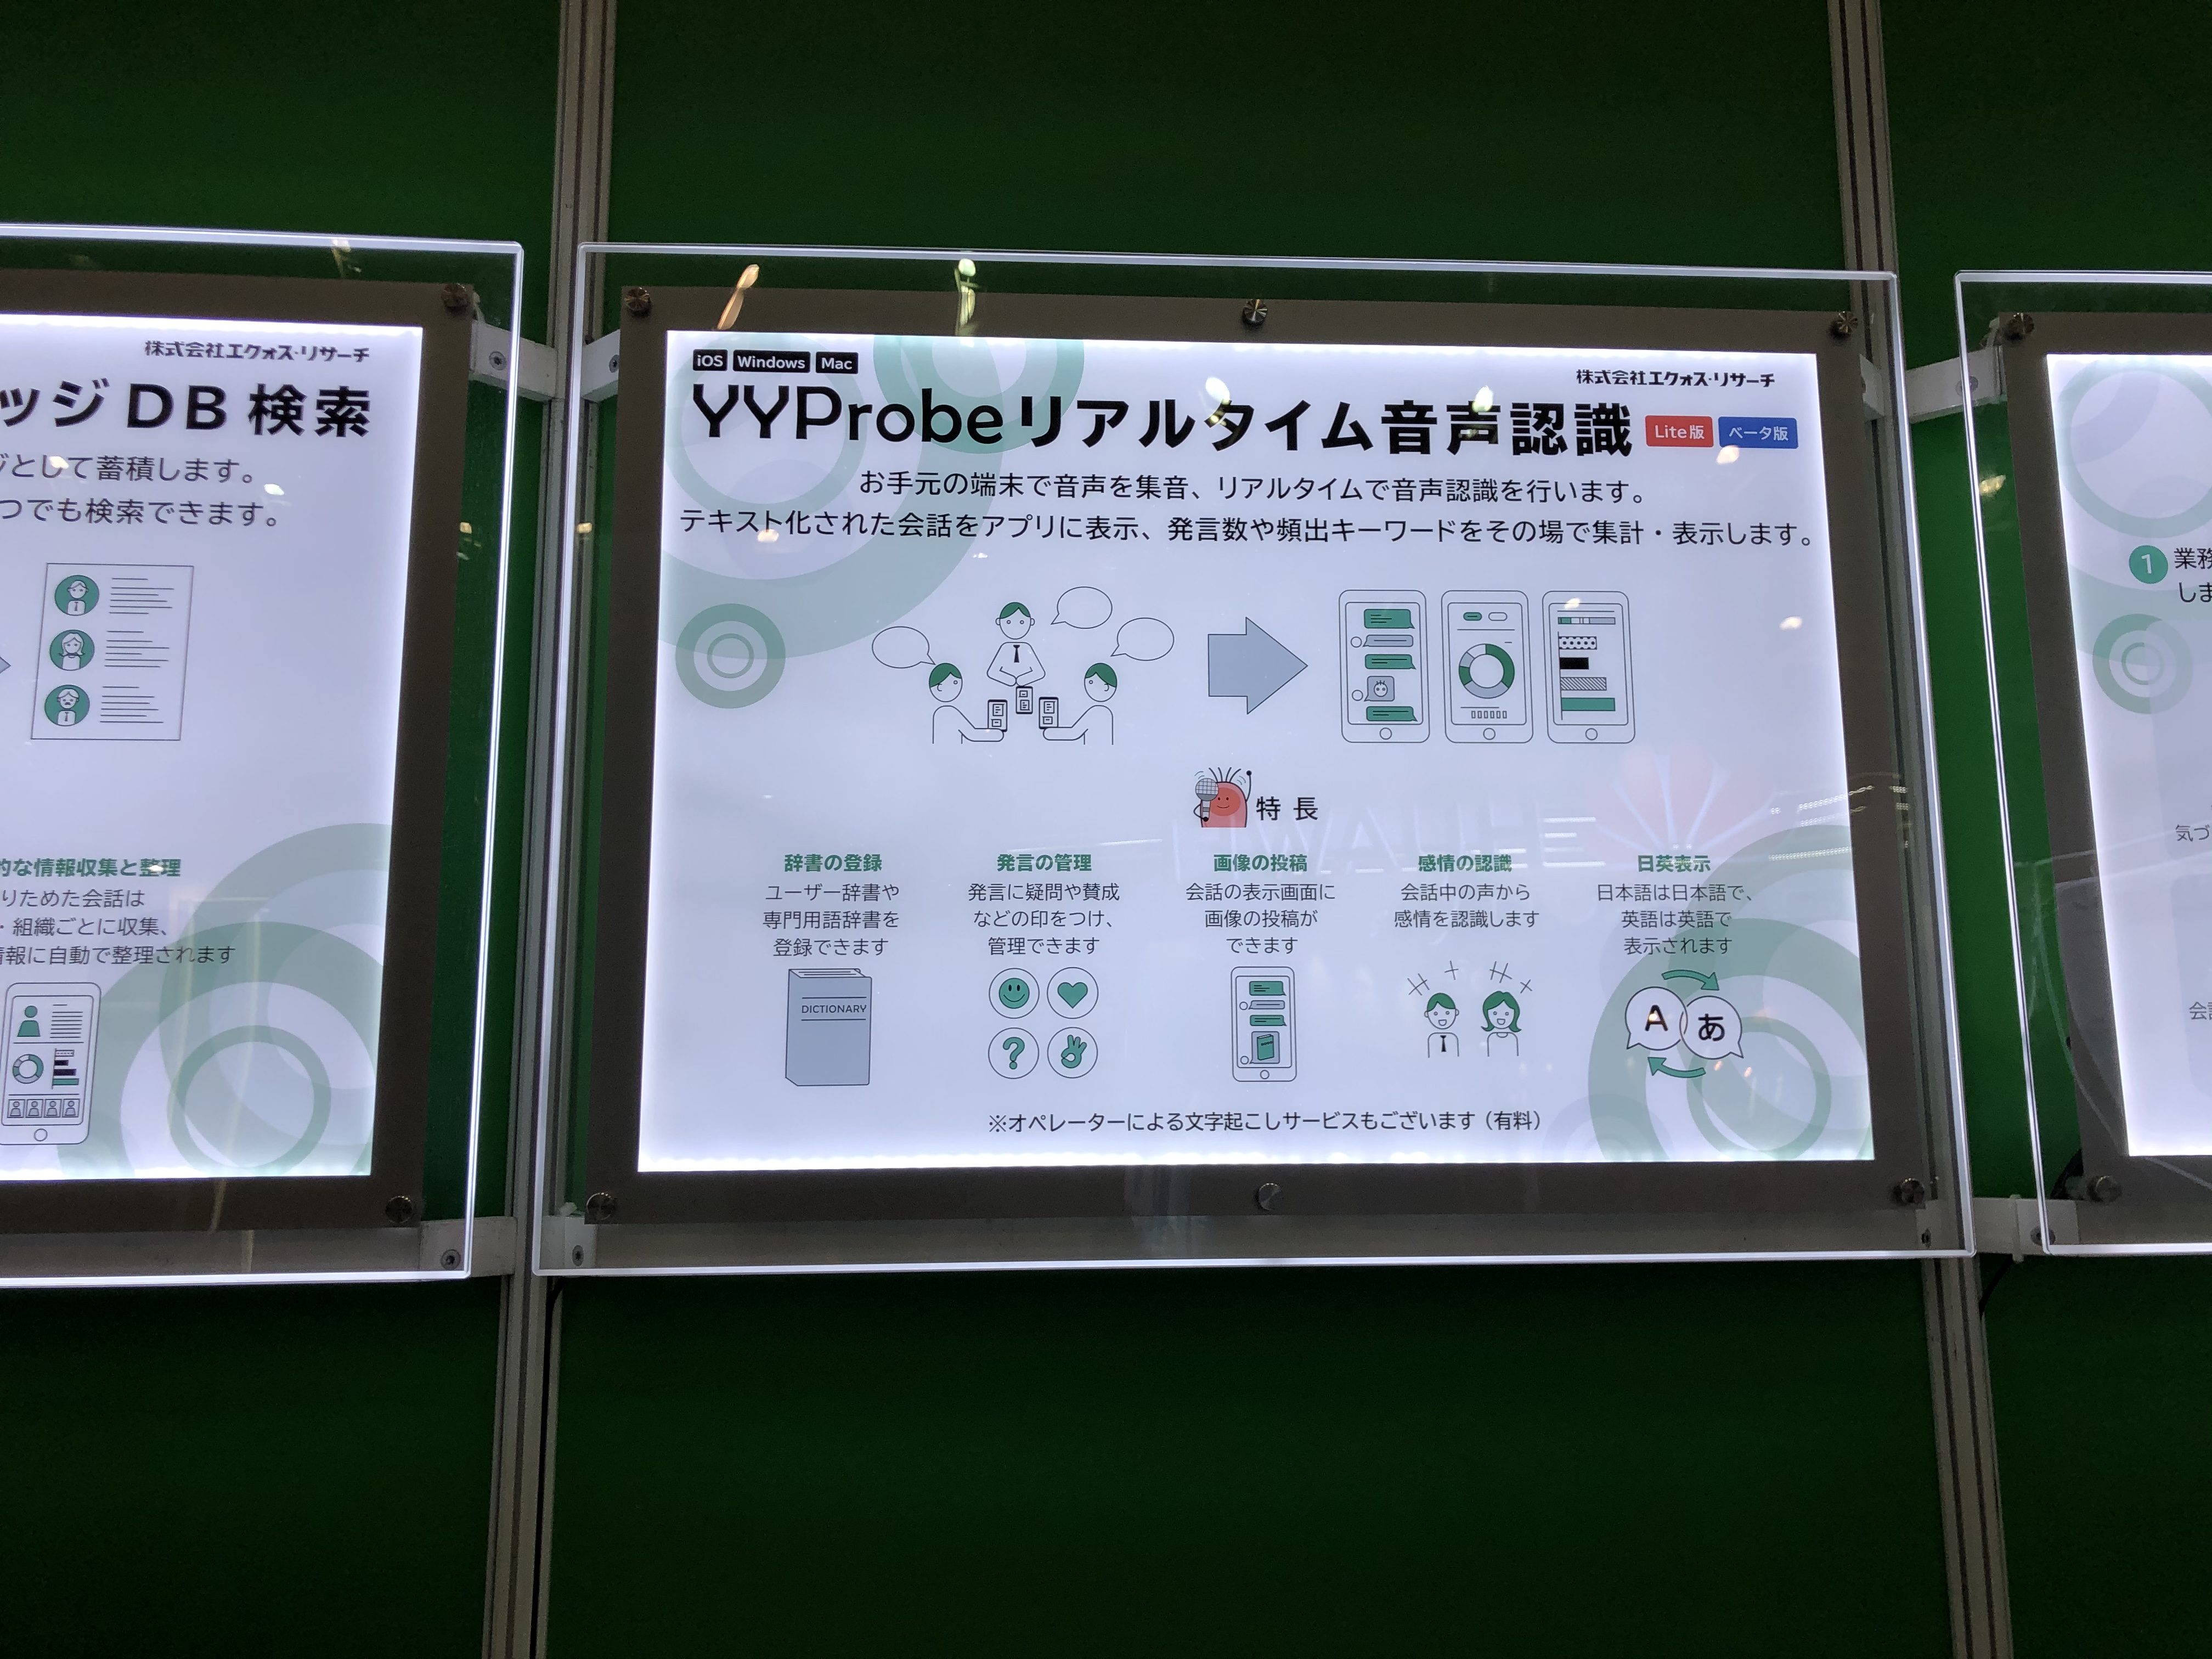 株式会社エクォス・リサーチ
ッジDB検索
として蓄積します。
つでも検索できます。
的な情報収集と整理
りためた会話は
・組織ごとに収集、
情報に自動で整理されます
iOS Windows Mac
株式会社エクォス・リサーチ
YYProbeリアルタイム音声認識 Lite版 ベータ版
お手元の端末で音声を集音、リアルタイムで音声認識を行います。
テキスト化された会話をアプリに表示、発言数や頻出キーワードをその場で集計・表示します。
特長
辞書の登録
ユーザー辞書や
専門用語辞書を
登録できます
DICTIONARY
発言の管理
発言に疑問や賛成
などの印をつけ、
管理できます
?
画像の投稿
会話の表示画面に
画像の投稿が
できます
感情の認識
会話中の声から
感情を認識します
日英表示
日本語は日本語で、
英語は英語で
表示されます
A あ
※オペレーターによる文字起こしサービスもございます（有料）
1 業務
しま
気づ
会